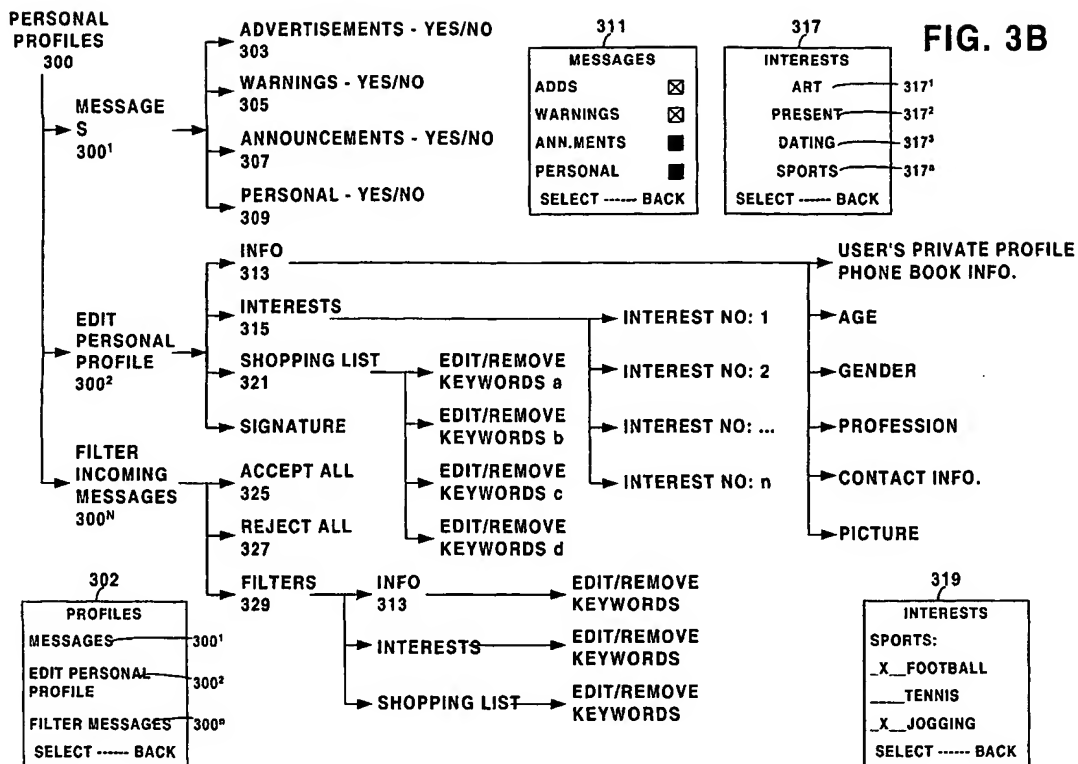 FIG. 3B
PERSONAL
PROFILES
300
MESSAGE
S
300¹
ADVERTISEMENTS - YES/NO
303
WARNINGS - YES/NO
305
ANNOUNCEMENTS - YES/NO
307
PERSONAL - YES/NO
309
311
MESSAGES
ADDS
WARNINGS
ANN.MENTS
PERSONAL
SELECT ------ BACK
317
INTERESTS
ART 317¹
PRESENT 317²
DATING 317³
SPORTS 317ⁿ
SELECT ------ BACK
EDIT
PERSONAL
PROFILE
300²
INFO
313
INTERESTS
315
SHOPPING LIST
321
SIGNATURE
EDIT/REMOVE
KEYWORDS a
EDIT/REMOVE
KEYWORDS b
EDIT/REMOVE
KEYWORDS c
EDIT/REMOVE
KEYWORDS d
INTEREST NO: 1
INTEREST NO: 2
INTEREST NO: ...
INTEREST NO: n
USER'S PRIVATE PROFILE
PHONE BOOK INFO.
AGE
GENDER
PROFESSION
CONTACT INFO.
PICTURE
FILTER
INCOMING
MESSAGES
300ᴺ
ACCEPT ALL
325
REJECT ALL
327
FILTERS
329
INFO
313
INTERESTS
SHOPPING LIST
EDIT/REMOVE
KEYWORDS
EDIT/REMOVE
KEYWORDS
EDIT/REMOVE
KEYWORDS
302
PROFILES
MESSAGES 300¹
EDIT PERSONAL
PROFILE 300²
FILTER MESSAGES 300ⁿ
SELECT ------ BACK
319
INTERESTS
SPORTS:
_X__FOOTBALL
____TENNIS
_X__JOGGING
SELECT ------ BACK